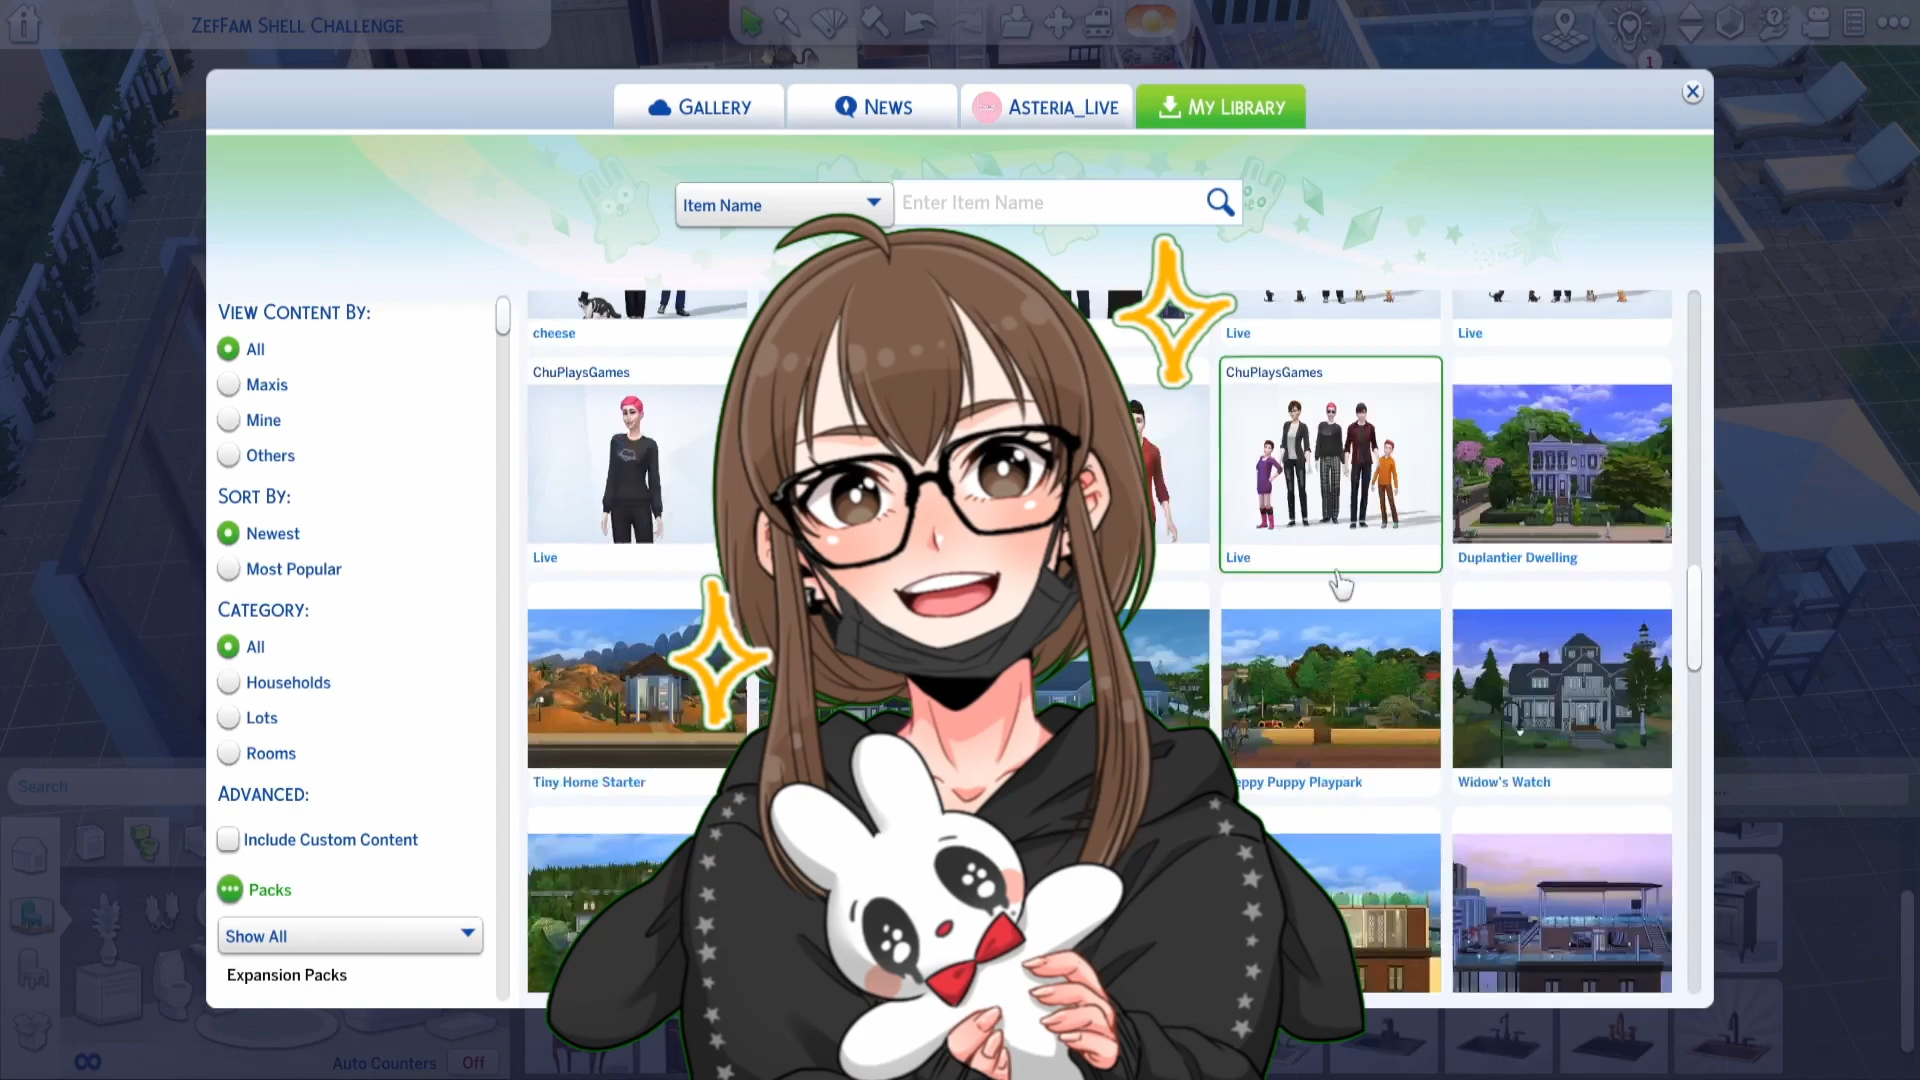 ZefFam Shell Challenge
Gallery
News
Asteria_Live
My Library
1
Item Name
Enter Item Name
View Content By:
All
Maxis
Mine
Others
Sort By:
Newest
Most Popular
Category:
All
Households
Lots
Rooms
Advanced:
Include Custom Content
Packs
Show All
Expansion Packs
cheese
Live
Live
ChuPlaysGames
Live
ChuPlaysGames
Live
Duplantier Dwelling
Tiny Home Starter
Puppy Playpark
Widow's Watch
Search
Auto Counters
Off